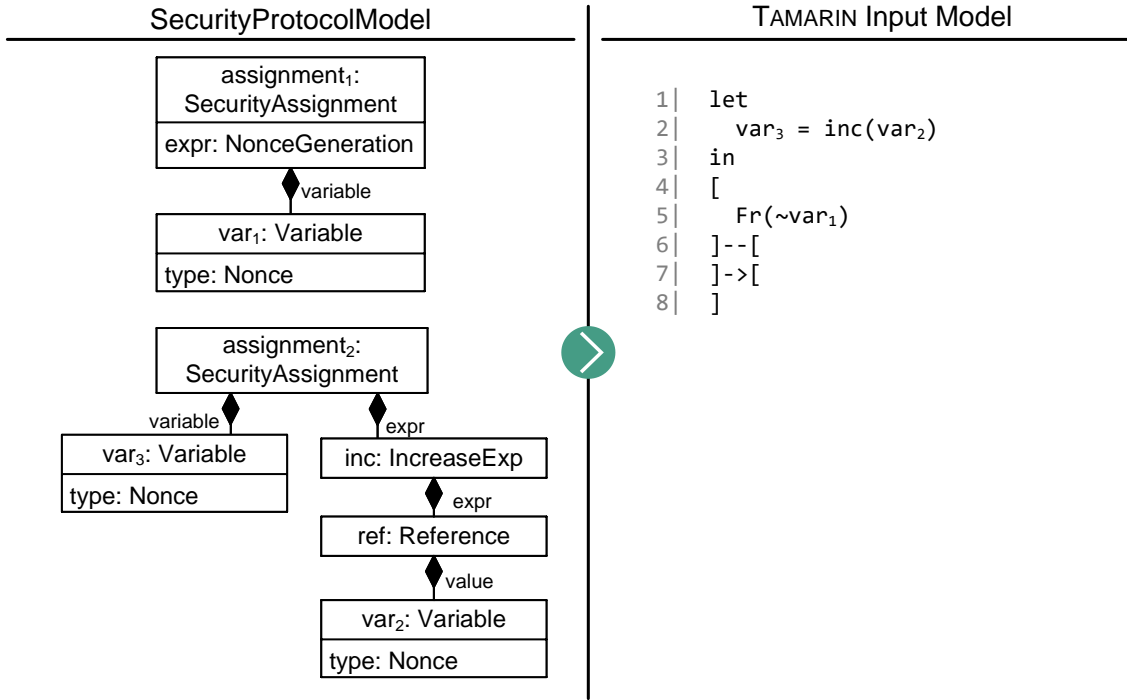 SecurityProtocolModel
assignment₁:
SecurityAssignment
expr: NonceGeneration
variable
var₁: Variable
type: Nonce
assignment₂:
SecurityAssignment
variable
expr
var₃: Variable
type: Nonce
inc: IncreaseExp
expr
ref: Reference
value
var₂: Variable
type: Nonce
TAMARIN Input Model
1| let
2| var₃ = inc(var₂)
3| in
4| [
5| Fr(~var₁)
6| ]--[
7| ]->[
8| ]